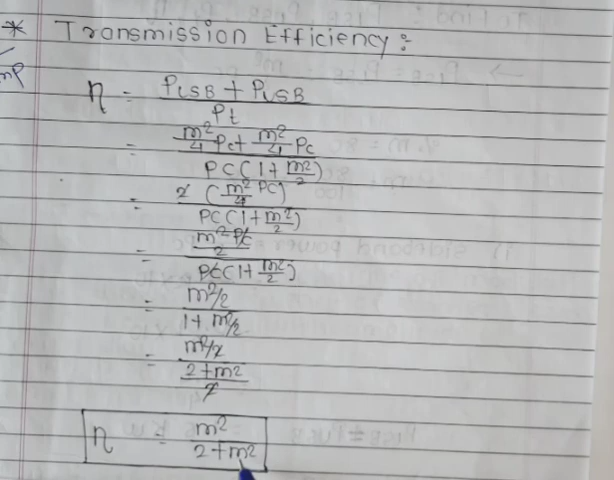 * Transmission Efficiency :
η = PLSB + PUSB / Pt
= m²/4 Pc + m²/4 Pc / PC(1 + m²/2)
= 2 (m²/4 PC) / PC(1 + m²/2)
= m² PC/2 / PC(1 + m²/2)
= m²/2 / 1 + m²/2
= m²/2 / 2 + m²/2
η = m² / 2 + m²